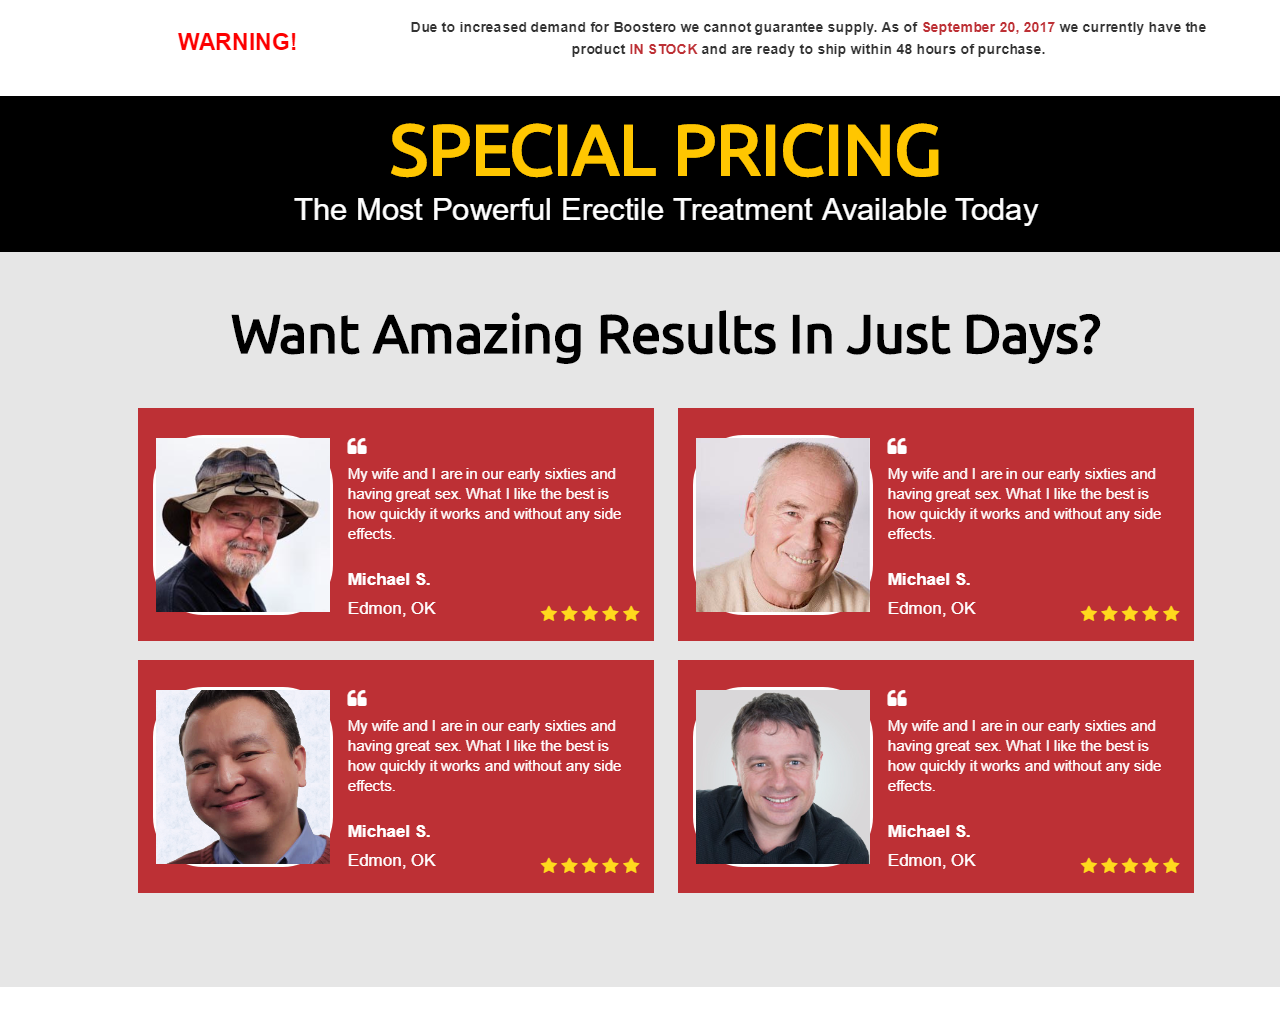 WARNING!
Due to increased demand for Boostero we cannot guarantee supply. As of September 20, 2017 we currently have the
product IN STOCK and are ready to ship within 48 hours of purchase.
SPECIAL PRICING
The Most Powerful Erectile Treatment Available Today
Want Amazing Results In Just Days?
“
My wife and I are in our early sixties and
having great sex. What I like the best is
how quickly it works and without any side
effects.
Michael S.
Edmon, OK
“
My wife and I are in our early sixties and
having great sex. What I like the best is
how quickly it works and without any side
effects.
Michael S.
Edmon, OK
“
My wife and I are in our early sixties and
having great sex. What I like the best is
how quickly it works and without any side
effects.
Michael S.
Edmon, OK
“
My wife and I are in our early sixties and
having great sex. What I like the best is
how quickly it works and without any side
effects.
Michael S.
Edmon, OK